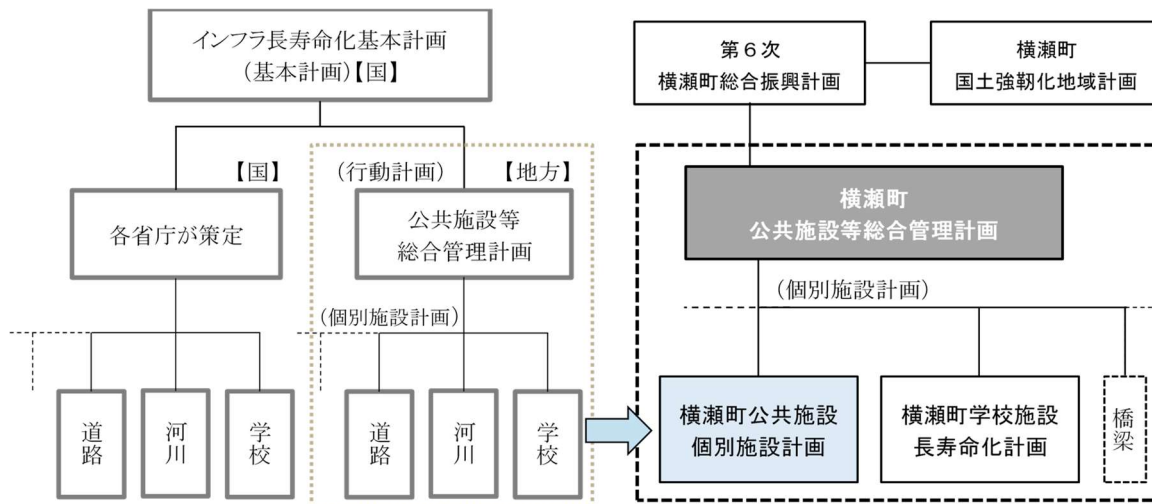 インフラ長寿命化基本計画
(基本計画)【国】
【国】
各省庁が策定
道路
河川
学校
(行動計画)
【地方】
公共施設等
総合管理計画
(個別施設計画)
道路
河川
学校
第６次
横瀬町総合振興計画
横瀬町
国土強靭化地域計画
横瀬町
公共施設等総合管理計画
(個別施設計画)
横瀬町公共施設
個別施設計画
横瀬町学校施設
長寿命化計画
橋梁